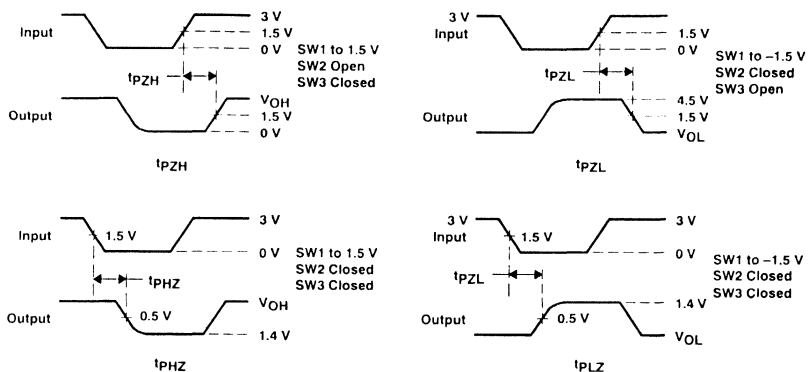 3 V
Input
1.5 V
0 V
SW1 to 1.5 V
SW2 Open
SW3 Closed
tPZH
VOH
Output
1.5 V
0 V
tPZH
3 V
Input
1.5 V
0 V
SW1 to –1.5 V
SW2 Closed
SW3 Open
tPZL
4.5 V
Output
1.5 V
VOL
tPZL
3 V
Input
1.5 V
0 V
SW1 to 1.5 V
SW2 Closed
SW3 Closed
tPHZ
VOH
Output
0.5 V
1.4 V
tPHZ
3 V
3 V
Input
1.5 V
0 V
SW1 to –1.5 V
SW2 Closed
SW3 Closed
tPZL
1.4 V
Output
0.5 V
VOL
tPLZ